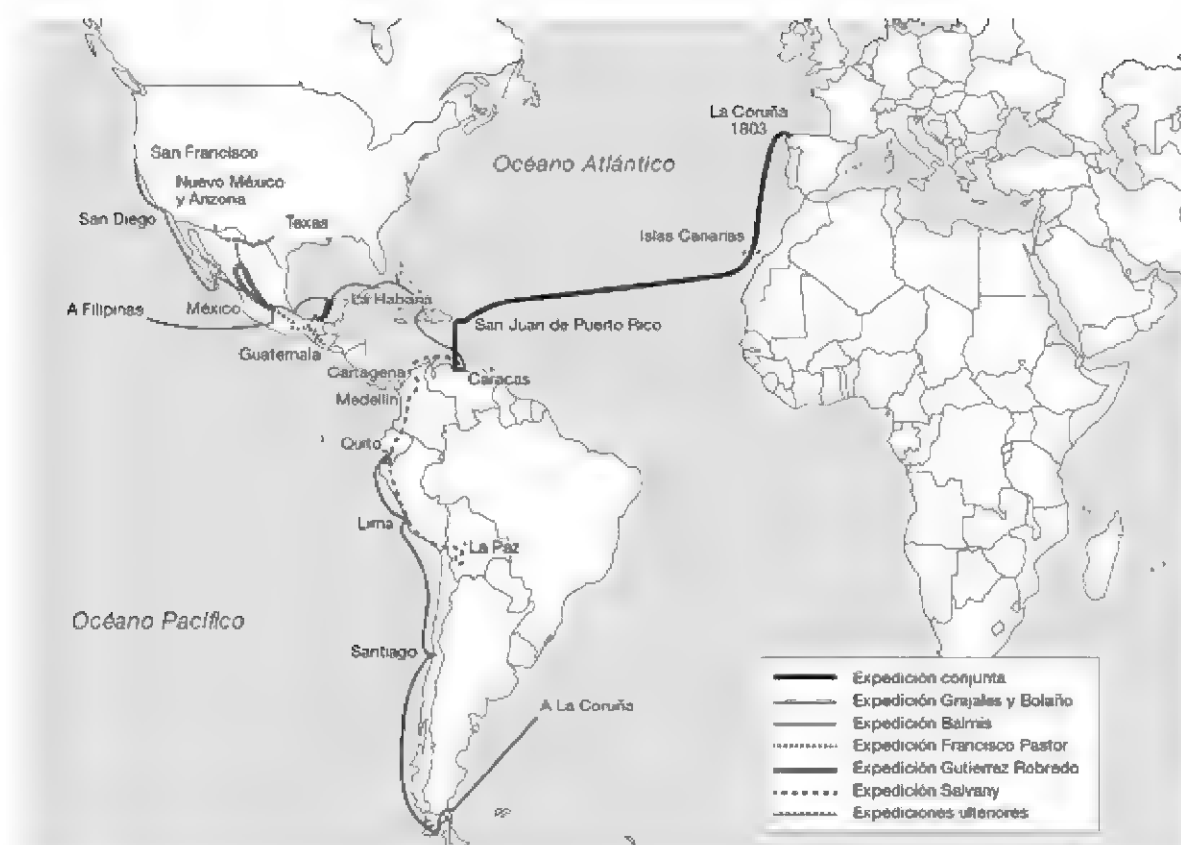 La Coruña
1803
San Francisco
Océano Atlántico
Nuevo México
y Arizona
San Diego
Texas
Islas Canarias
A Filipinas
México
La Habana
San Juan de Puerto Rico
Guatemala
Cartagena
Caracas
Medellín
Quito
Lima
La Paz
Océano Pacífico
Santiago
A La Coruña
Expedición conjunta
Expedición Grajales y Bolaño
Expedición Balmis
Expedición Francisco Pastor
Expedición Gutierrez Robredo
Expedición Salvany
Expediciones ulteriores